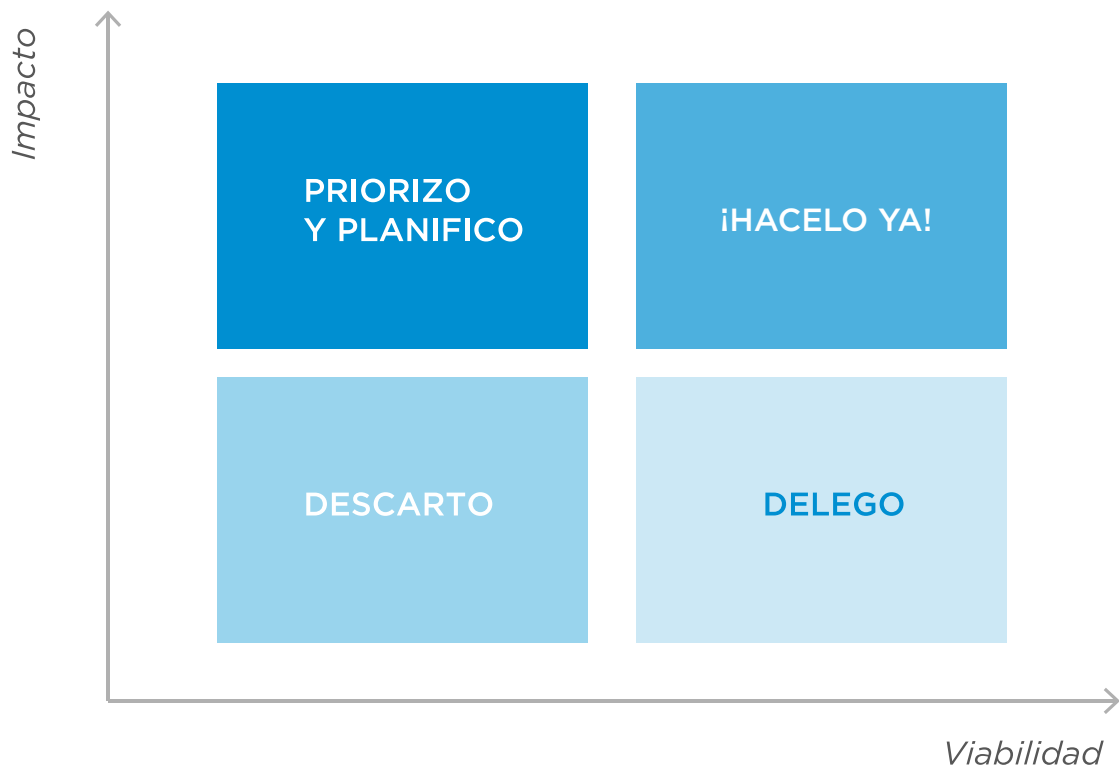 Impacto
PRIORIZO
Y PLANIFICO
¡HACELO YA!
DESCARTO
DELEGO
Viabilidad